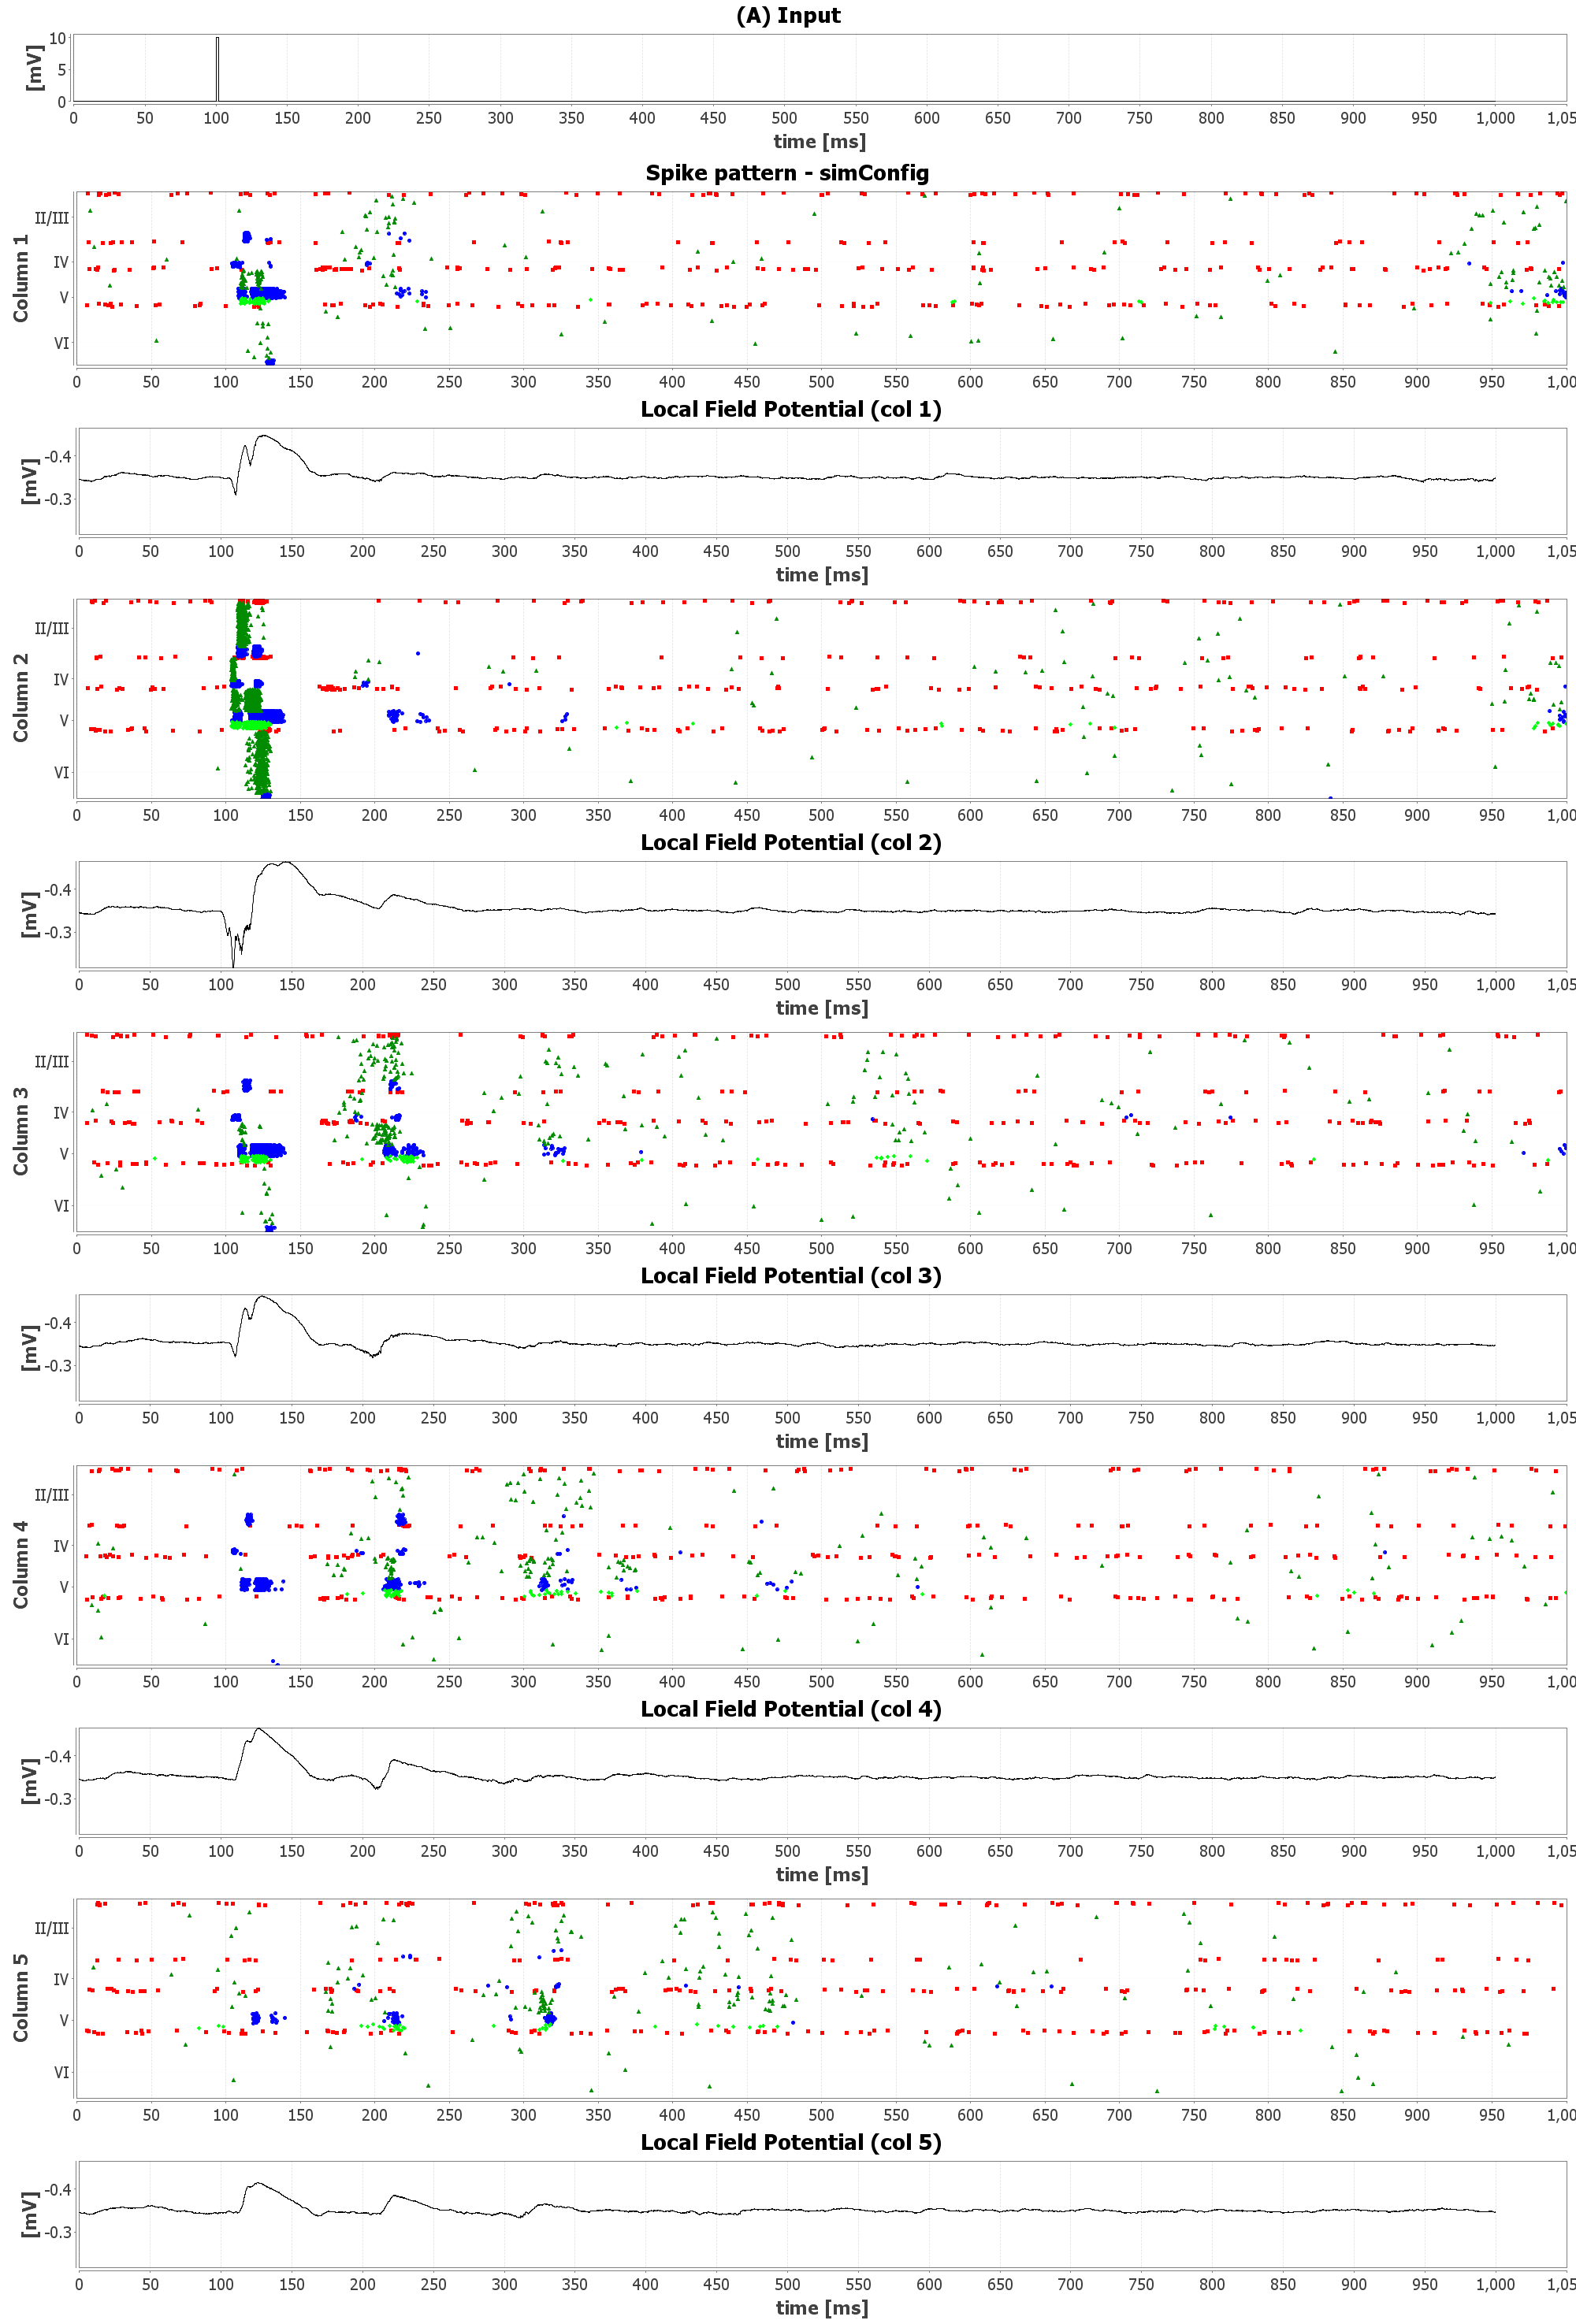 (A) Input
[mV]
10
5
0
0 50 100 150 200 250 300 350 400 450 500 550 600 650 700 750 800 850 900 950 1,000 1,05
time [ms]
Spike pattern - simConfig
Column 1
II/III
IV
V
VI
0 50 100 150 200 250 300 350 400 450 500 550 600 650 700 750 800 850 900 950 1,00
Local Field Potential (col 1)
[mV]
-0.4
-0.3
0 50 100 150 200 250 300 350 400 450 500 550 600 650 700 750 800 850 900 950 1,000 1,05
time [ms]
Column 2
II/III
IV
V
VI
0 50 100 150 200 250 300 350 400 450 500 550 600 650 700 750 800 850 900 950 1,00
Local Field Potential (col 2)
[mV]
-0.4
-0.3
0 50 100 150 200 250 300 350 400 450 500 550 600 650 700 750 800 850 900 950 1,000 1,05
time [ms]
Column 3
II/III
IV
V
VI
0 50 100 150 200 250 300 350 400 450 500 550 600 650 700 750 800 850 900 950 1,00
Local Field Potential (col 3)
[mV]
-0.4
-0.3
0 50 100 150 200 250 300 350 400 450 500 550 600 650 700 750 800 850 900 950 1,000 1,05
time [ms]
Column 4
II/III
IV
V
VI
0 50 100 150 200 250 300 350 400 450 500 550 600 650 700 750 800 850 900 950 1,00
Local Field Potential (col 4)
[mV]
-0.4
-0.3
0 50 100 150 200 250 300 350 400 450 500 550 600 650 700 750 800 850 900 950 1,000 1,05
time [ms]
Column 5
II/III
IV
V
VI
0 50 100 150 200 250 300 350 400 450 500 550 600 650 700 750 800 850 900 950 1,00
Local Field Potential (col 5)
[mV]
-0.4
-0.3
0 50 100 150 200 250 300 350 400 450 500 550 600 650 700 750 800 850 900 950 1,000 1,05
time [ms]